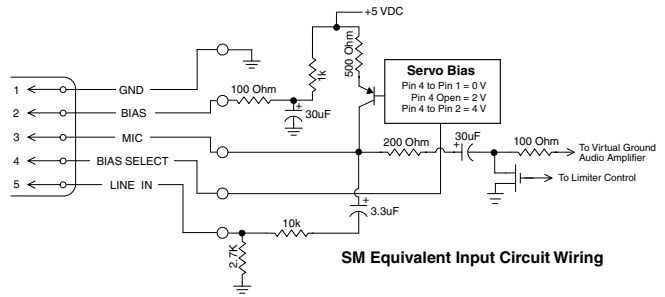 +5 VDC
500 Ohm
1k
Servo Bias
Pin 4 to Pin 1 = 0 V
Pin 4 Open = 2 V
Pin 4 to Pin 2 = 4 V
1 GND
2 BIAS
100 Ohm
30uF
3 MIC
200 Ohm
30uF
100 Ohm
To Virtual Ground
Audio Amplifier
4 BIAS SELECT
To Limiter Control
5 LINE IN
+
+
+
3.3uF
10k
2.7K
SM Equivalent Input Circuit Wiring